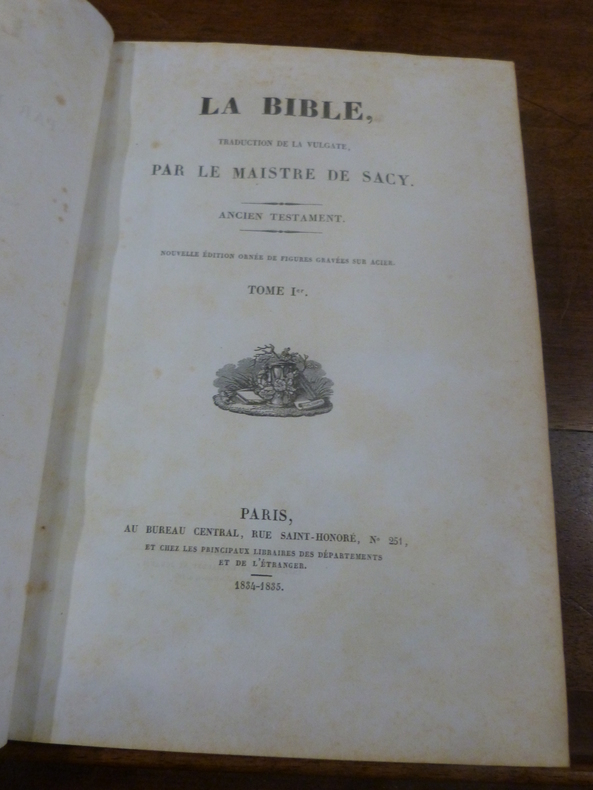 LA BIBLE,
TRADUCTION DE LA VULGATE,
PAR LE MAISTRE DE SACY.
ANCIEN TESTAMENT.
NOUVELLE ÉDITION ORNÉE DE FIGURES GRAVÉES SUR ACIER.
TOME Ier.
PARIS,
AU BUREAU CENTRAL, RUE SAINT-HONORÉ, No 251,
ET CHEZ LES PRINCIPAUX LIBRAIRES DES DÉPARTEMENTS
ET DE L'ÉTRANGER.
1834-1835.